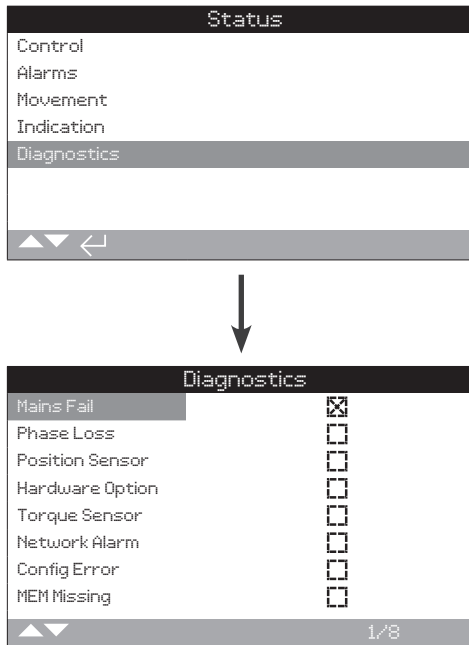 Status
Control
Alarms
Movement
Indication
Diagnostics
Diagnostics
Mains Fail
Phase Loss
Position Sensor
Hardware Option
Torque Sensor
Network Alarm
Config Error
MEM Missing
1/8